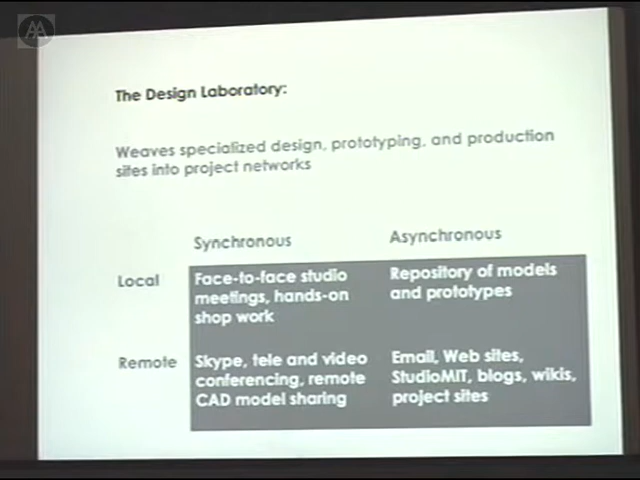 AA
The Design Laboratory:
Weaves specialized design, prototyping, and production
sites into project networks
Synchronous Asynchronous
Local Face-to-face studio Repository of models
meetings, hands-on and prototypes
shop work
Remote Skype, tele and video Email, Web sites,
conferencing, remote StudioMIT, blogs, wikis,
CAD model sharing project sites